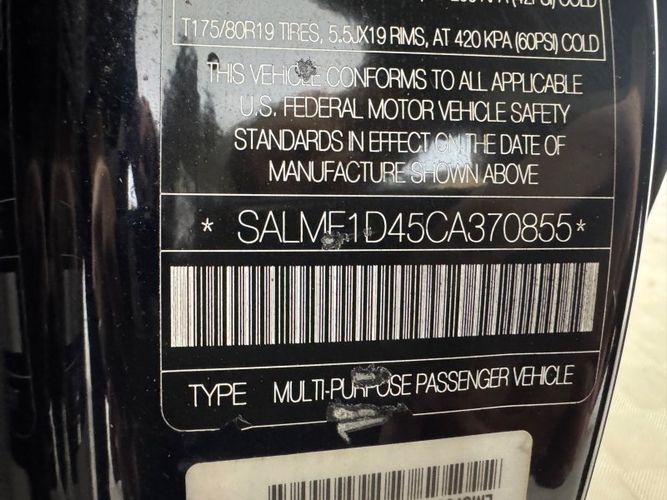 T175/80R19 TIRES, 5.5JX19 RIMS, AT 420 KPA (60PSI) COLD
THIS VEHICLE CONFORMS TO ALL APPLICABLE
U.S. FEDERAL MOTOR VEHICLE SAFETY
STANDARDS IN EFFECT ON THE DATE OF
MANUFACTURE SHOWN ABOVE
* SALMF1D45CA370855*
TYPE MULTI-PURPOSE PASSENGER VEHICLE